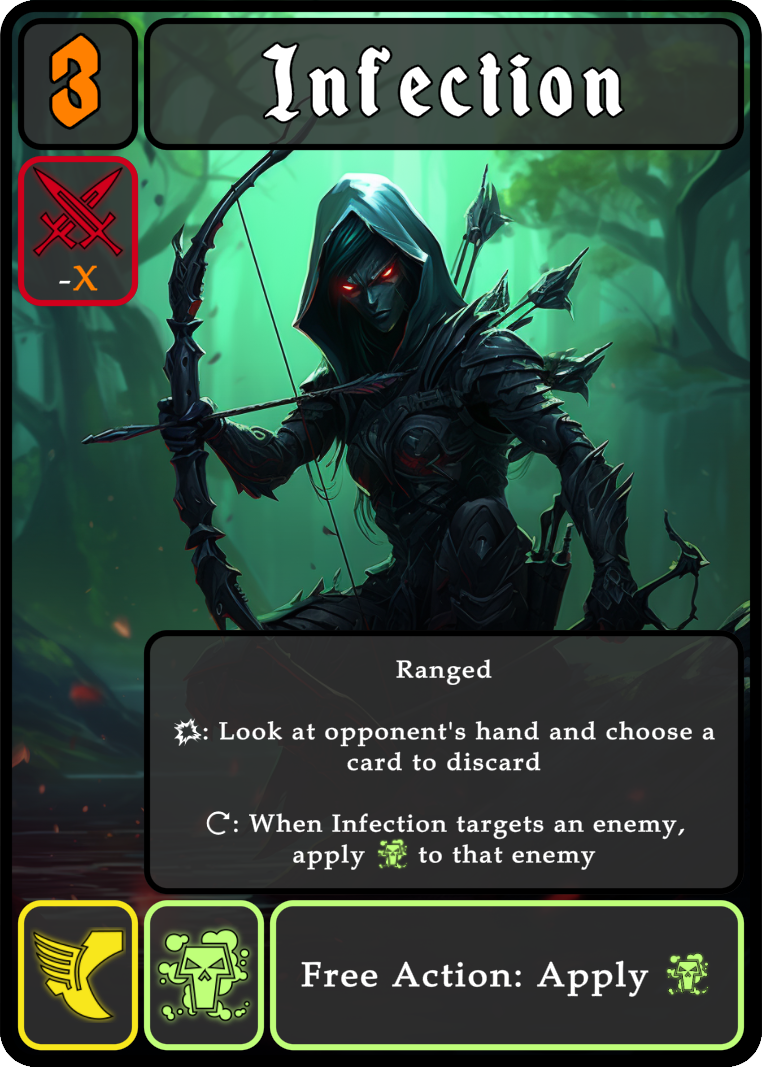 3
Infection
-X
Ranged
: Look at opponent's hand and choose a
card to discard
: When Infection targets an enemy,
apply to that enemy
Free Action: Apply